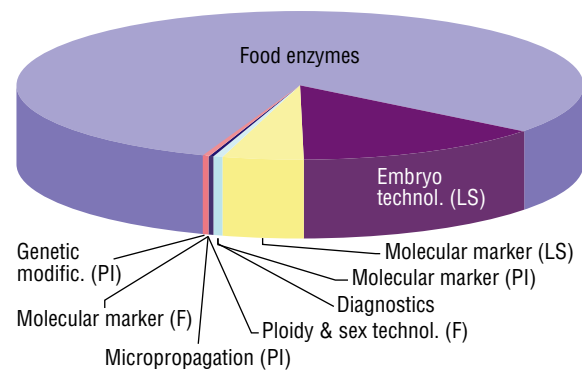 Food enzymes
Embryo
technol. (LS)
Genetic
modific. (PI)
Molecular marker (LS)
Molecular marker (PI)
Diagnostics
Molecular marker (F)
Ploidy & sex technol. (F)
Micropropagation (PI)